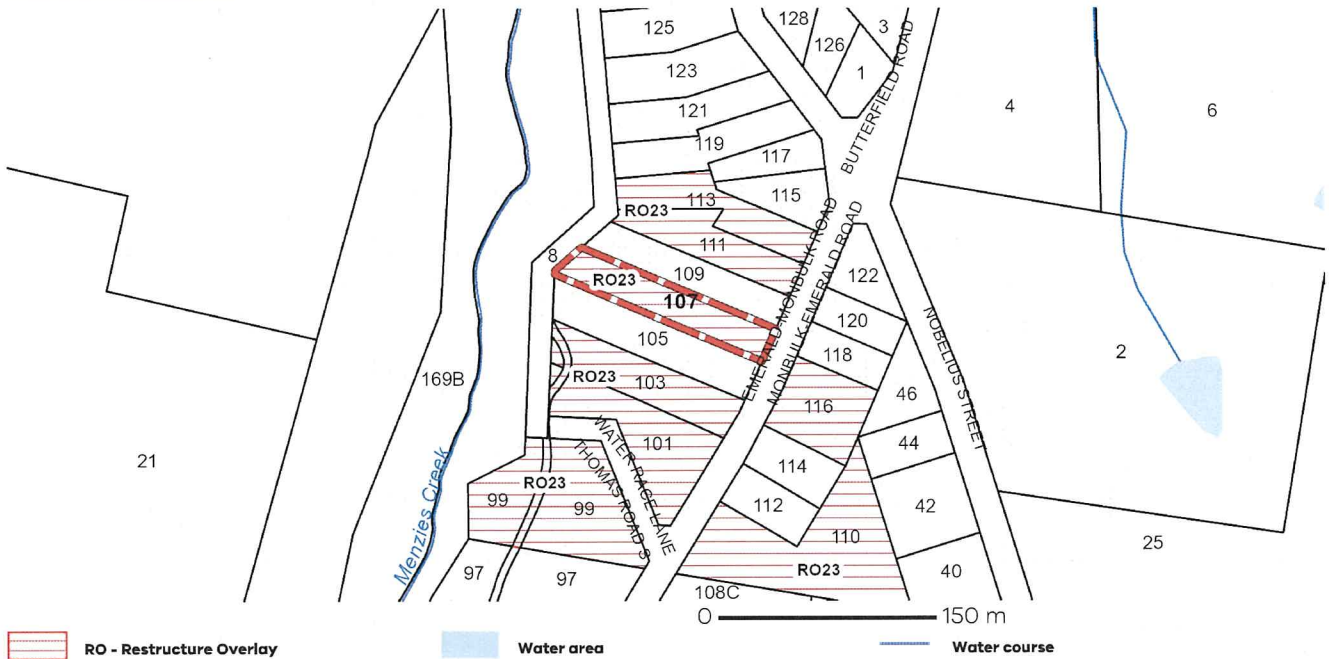 125
128
3
126
123
1
121
4
6
119
117
BUTTERFIELD ROAD
113
115
RO23
111
8
109
122
RO23
107
EMERALD-MONBULK ROAD
MONBULK-EMERALD ROAD
120
NOBELIUS STREET
105
118
2
169B
RO23
103
116
46
101
WATER RACE LANE
THOMAS ROAD S
44
21
114
Menzies Creek
RO23
99
99
112
42
110
25
97
97
RO23
40
108C
0 150 m
RO - Restructure Overlay
Water area
Water course